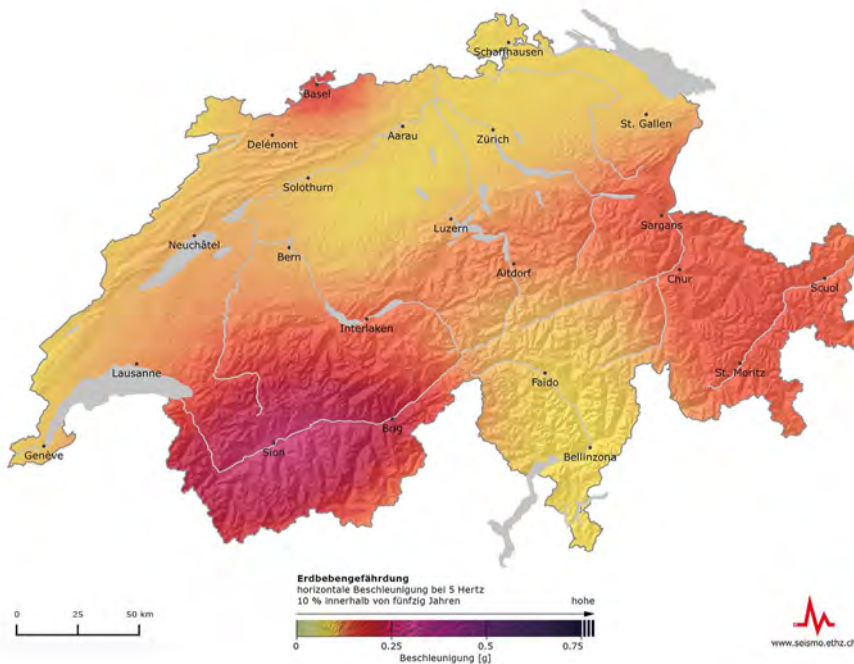 Schaffhausen
Basel
St. Gallen
Delémont
Aarau
Zürich
Solothurn
Sargans
Neuchâtel
Luzern
Bern
Altdorf
Chur
Scuol
Interlaken
Lausanne
Faido
St. Moritz
Brig
Sion
Genève
Bellinzona
Erdbebengefährdung
horizontale Beschleunigung bei 5 Hertz
10 % innerhalb von fünfzig Jahren
hohe
0 25 50 km
0 0.25 0.5 0.75
Beschleunigung [g]
www.seismo.ethz.ch